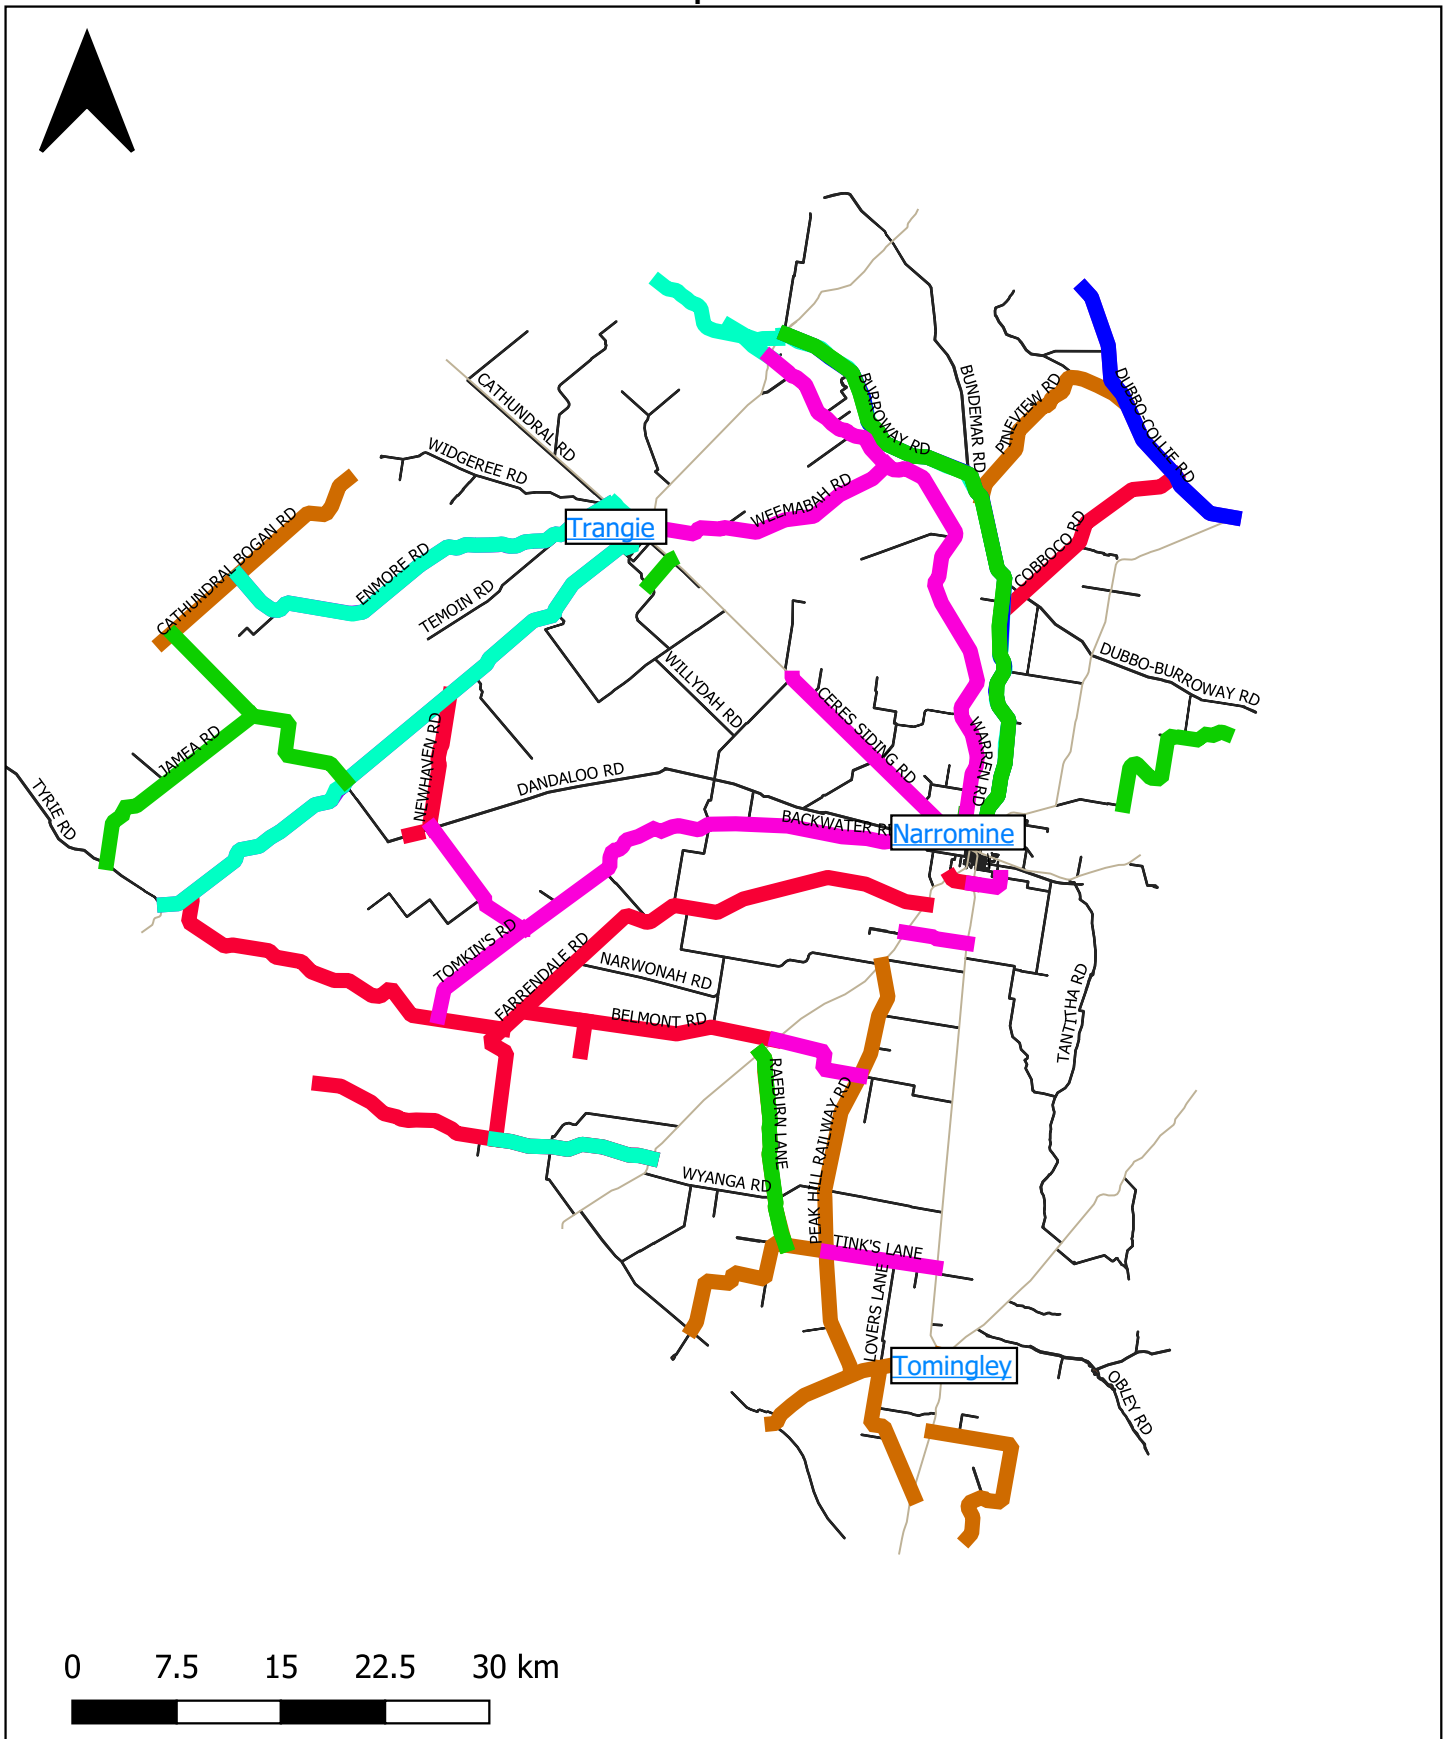 BURROWAY RD
BUNDEMAR RD
PINEVIEW RD
DUBBO-COLLIE RD
CATHUNDRAL RD
WIDGEREE RD
WEEMABAH RD
Trangie
CATHUNDRAL BOGAN RD
ENMORE RD
TEMOIN RD
COBBOCO RD
DUBBO-BURROWAY RD
WILLYDAH RD
CERES SIDING RD
WARREN RD
JAMEA RD
NEWHAVEN RD
DANDALOO RD
TYRIE RD
BACKWATER R
Narromine
TOMKIN'S RD
FARRENDALE RD
NARWONAH RD
BELMONT RD
TANTITHA RD
RAEBURN LANE
PEAK HILL RAILWAY RD
WYANGA RD
TINK'S LANE
LOVERS LANE
Tomingley
OBLEY RD
0 7.5 15 22.5 30 km